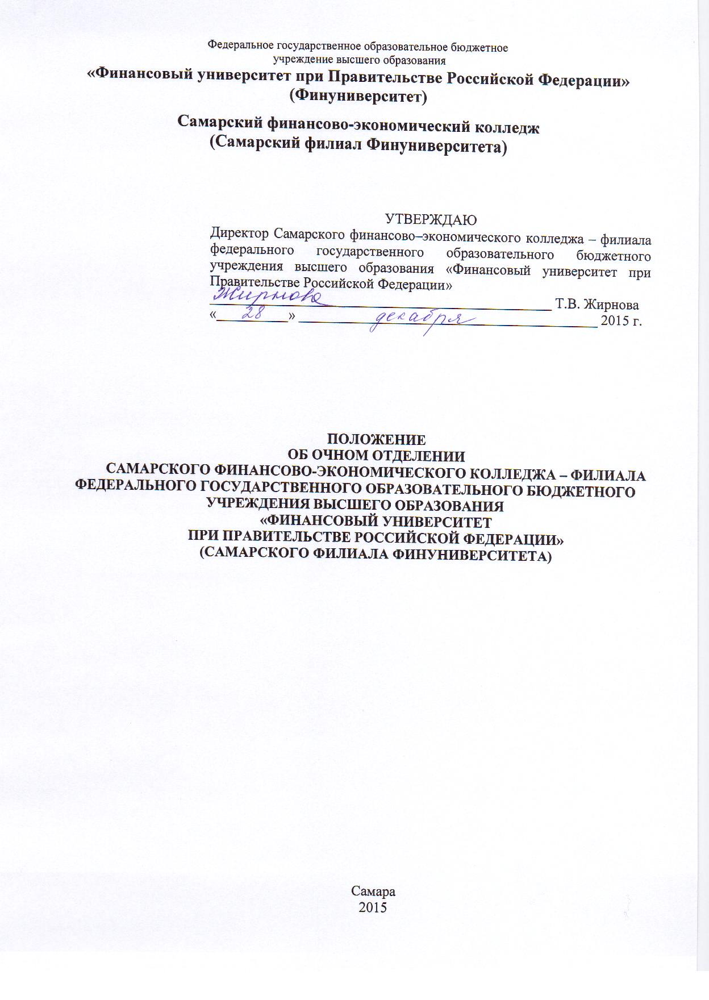 Федеральное государственное образовательное бюджетное
учреждение высшего образования
«Финансовый университет при Правительстве Российской Федерации»
(Финуниверситет)
Самарский финансово-экономический колледж
(Самарский филиал Финуниверситета)
УТВЕРЖДАЮ
Директор Самарского финансово–экономического колледжа – филиала
федерального государственного образовательного бюджетного
учреждения высшего образования «Финансовый университет при
Правительстве Российской Федерации»
Жирнова Т.В. Жирнова
« 28 » декабря 2015 г.
ПОЛОЖЕНИЕ
ОБ ОЧНОМ ОТДЕЛЕНИИ
САМАРСКОГО ФИНАНСОВО-ЭКОНОМИЧЕСКОГО КОЛЛЕДЖА – ФИЛИАЛА
ФЕДЕРАЛЬНОГО ГОСУДАРСТВЕННОГО ОБРАЗОВАТЕЛЬНОГО БЮДЖЕТНОГО
УЧРЕЖДЕНИЯ ВЫСШЕГО ОБРАЗОВАНИЯ
«ФИНАНСОВЫЙ УНИВЕРСИТЕТ
ПРИ ПРАВИТЕЛЬСТВЕ РОССИЙСКОЙ ФЕДЕРАЦИИ»
(САМАРСКОГО ФИЛИАЛА ФИНУНИВЕРСИТЕТА)
Самара
2015